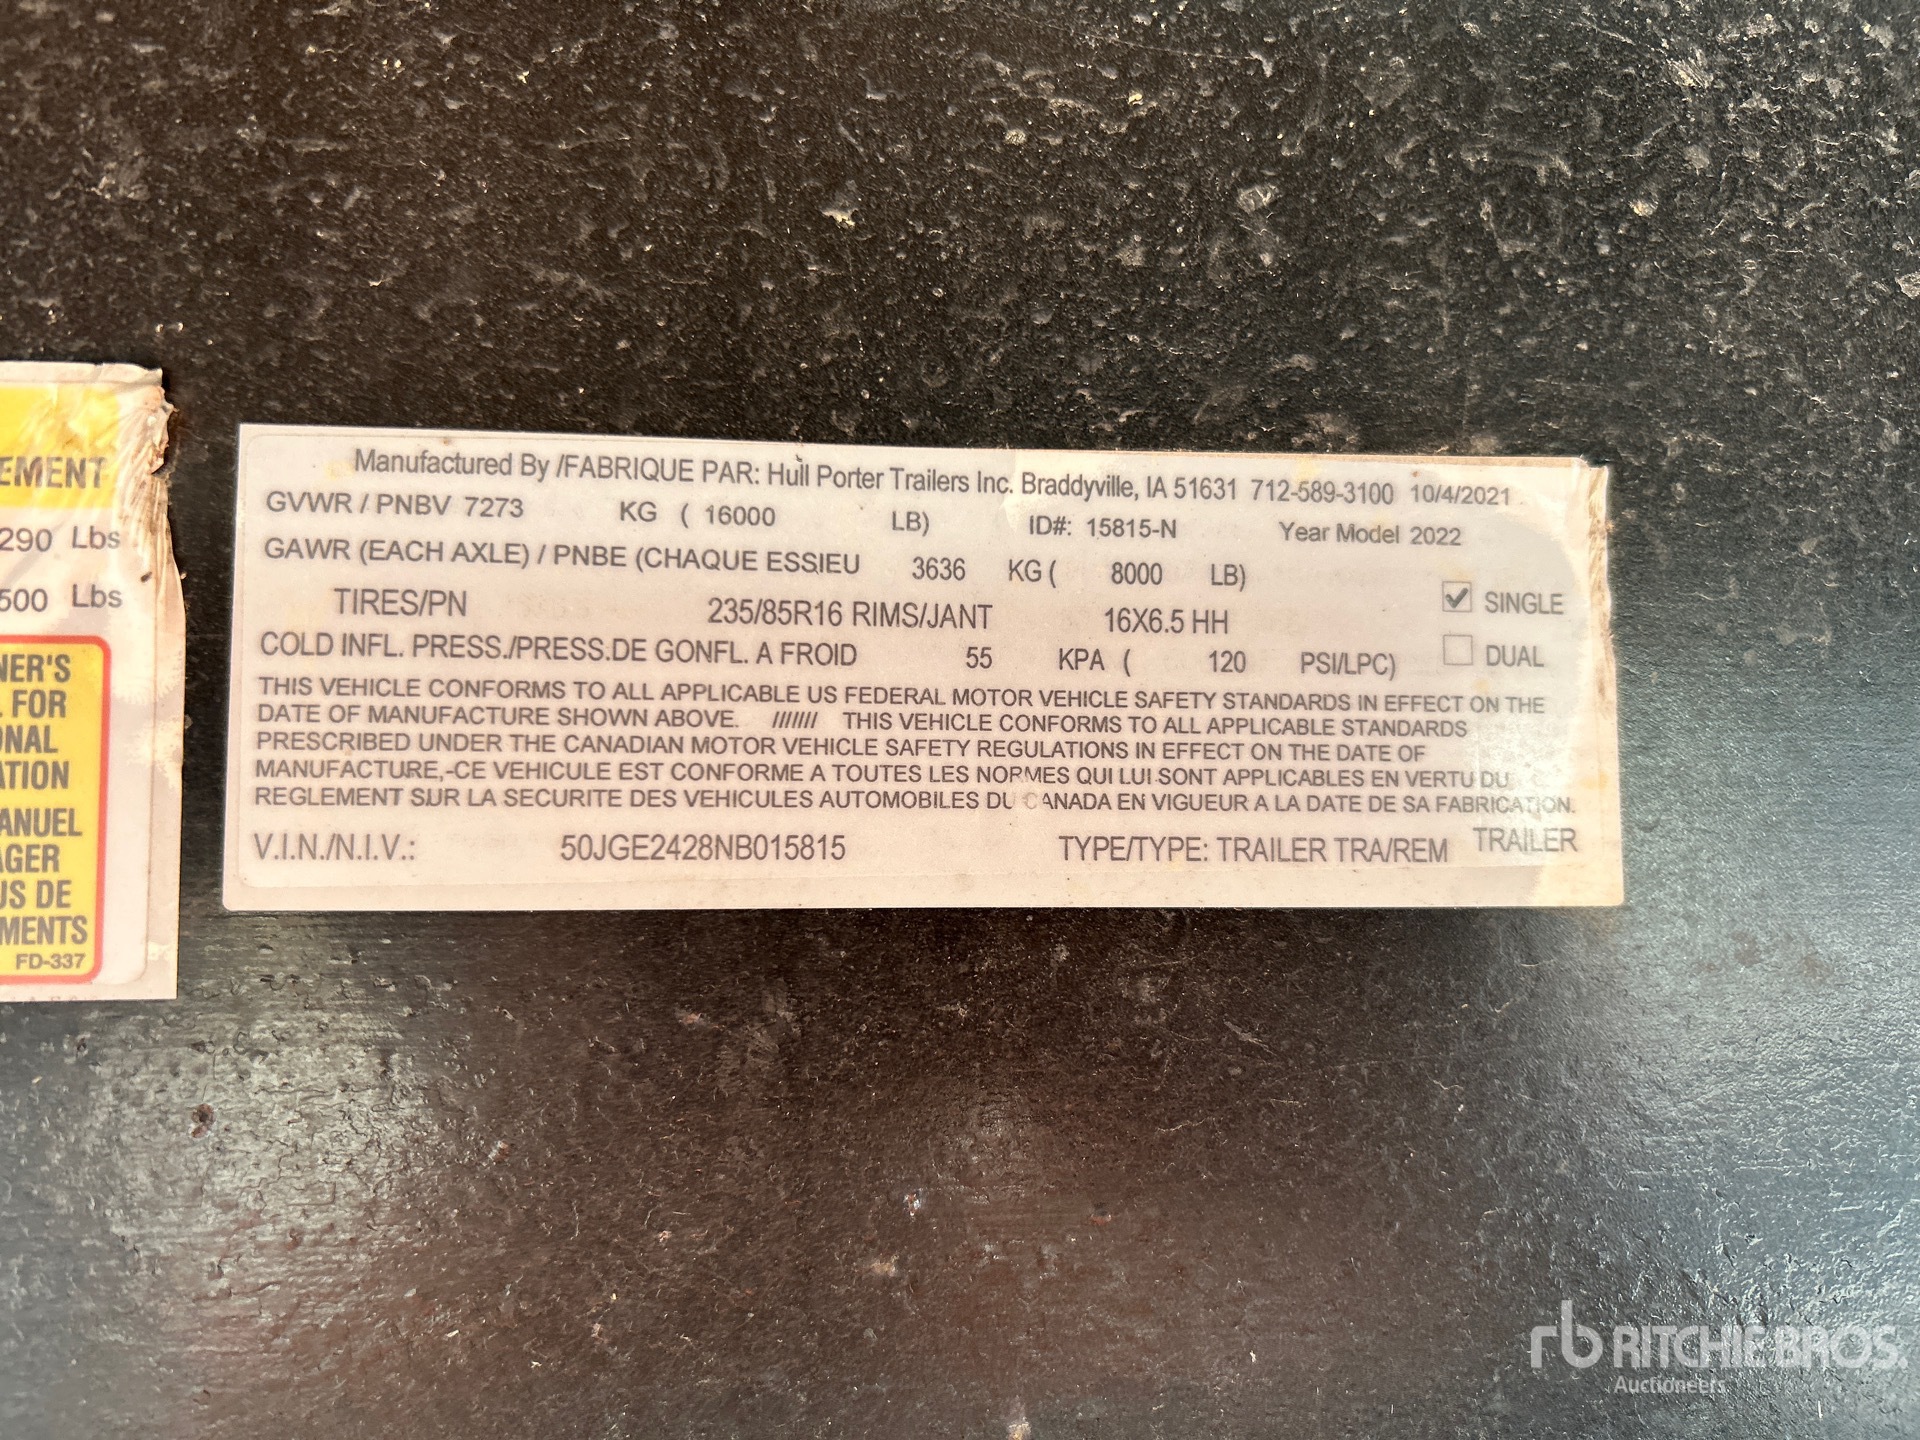 EMENT
290 Lbs
500 Lbs
NER'S
FOR
ONAL
ATION
ANUEL
AGER
US DE
MENTS
FD-337
Manufactured By /FABRIQUE PAR: Hull Porter Trailers Inc. Braddyville, IA 51631 712-589-3100 10/4/2021
GVWR / PNBV 7273 KG ( 16000 LB) ID#: 15815-N Year Model 2022
GAWR (EACH AXLE) / PNBE (CHAQUE ESSIEU 3636 KG ( 8000 LB)
TIRES/PN 235/85R16 RIMS/JANT 16X6.5 HH SINGLE
COLD INFL. PRESS./PRESS.DE GONFL. A FROID 55 KPA ( 120 PSI/LPC) DUAL
THIS VEHICLE CONFORMS TO ALL APPLICABLE US FEDERAL MOTOR VEHICLE SAFETY STANDARDS IN EFFECT ON THE
DATE OF MANUFACTURE SHOWN ABOVE. /////// THIS VEHICLE CONFORMS TO ALL APPLICABLE STANDARDS
PRESCRIBED UNDER THE CANADIAN MOTOR VEHICLE SAFETY REGULATIONS IN EFFECT ON THE DATE OF
MANUFACTURE,-CE VEHICULE EST CONFORME A TOUTES LES NORMES QUI LUI SONT APPLICABLES EN VERTU DU
REGLEMENT SUR LA SECURITE DES VEHICULES AUTOMOBILES DU CANADA EN VIGUEUR A LA DATE DE SA FABRICATION.
V.I.N./N.I.V.: 50JGE2428NB015815 TYPE/TYPE: TRAILER TRA/REM TRAILER
rb RITCHIE BROS.
Auctioneers